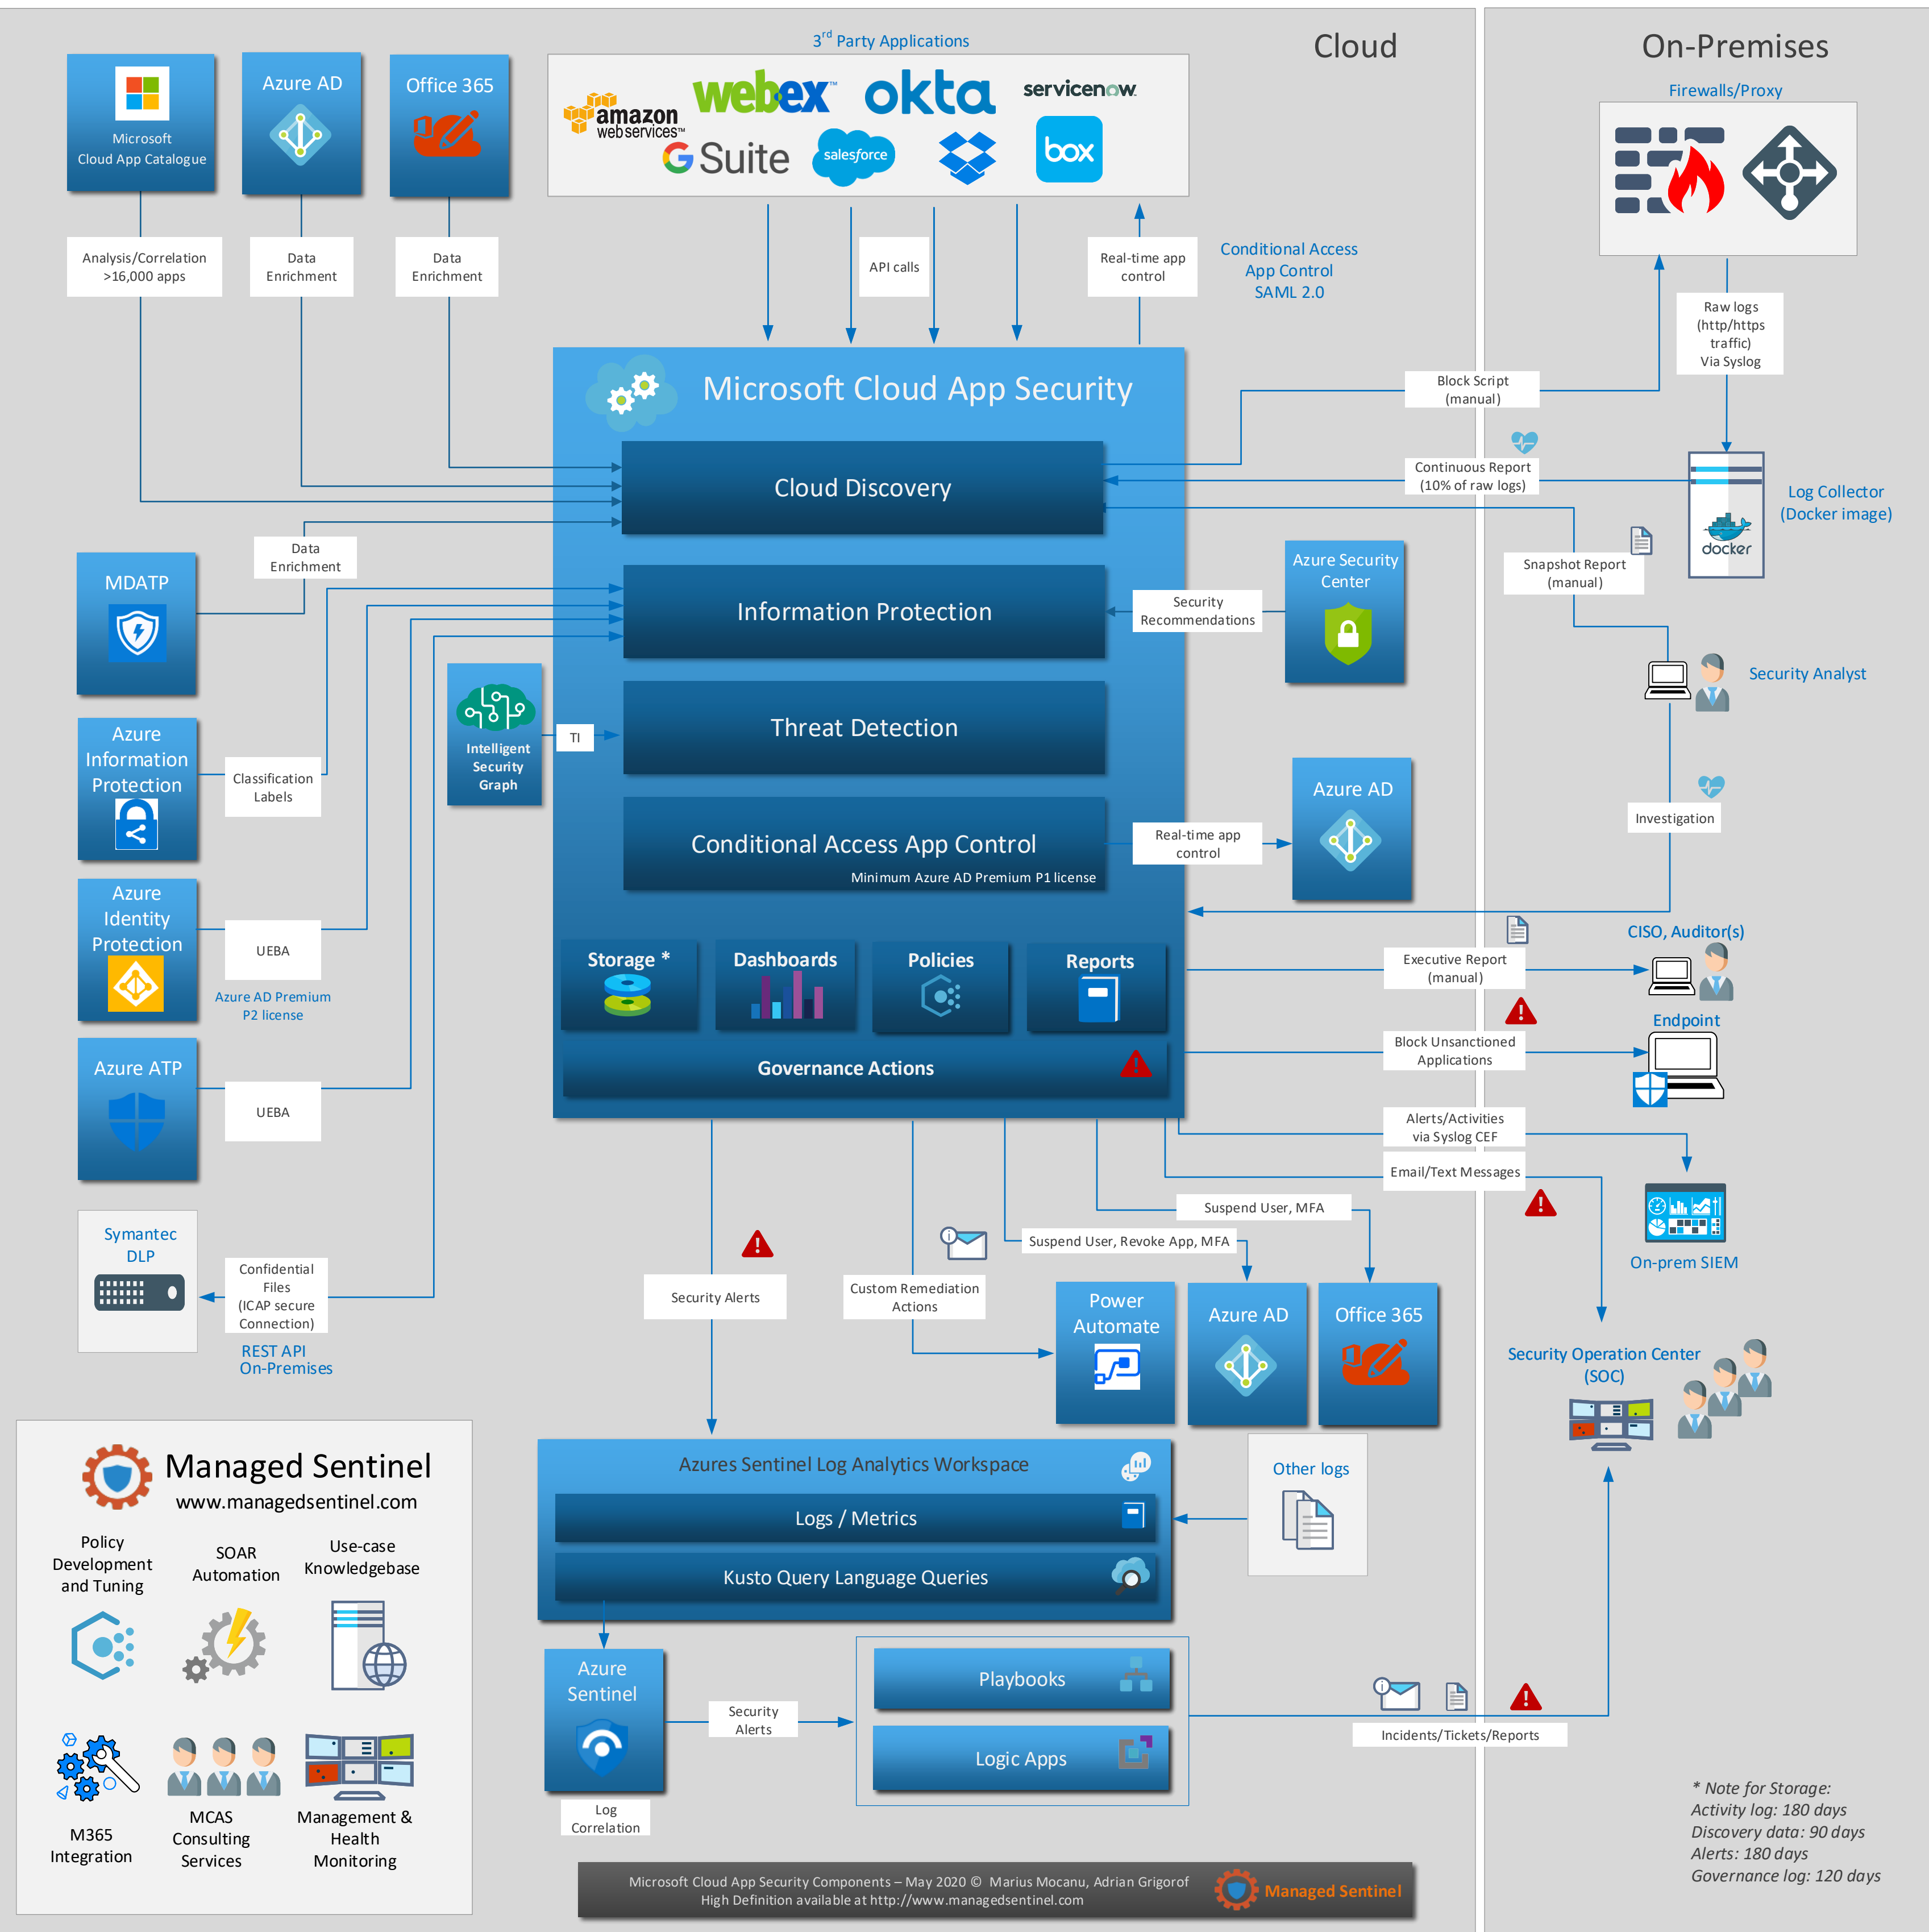 Cloud
On-Premises
3rd Party Applications
Firewalls/Proxy
Microsoft
Cloud App Catalogue
Azure AD
Office 365
amazon
web services™
webex™
okta
servicenow
G Suite
salesforce
box
Analysis/Correlation
>16,000 apps
Data
Enrichment
Data
Enrichment
API calls
Real-time app
control
Conditional Access
App Control
SAML 2.0
Raw logs
(http/https
traffic)
Via Syslog
Microsoft Cloud App Security
Block Script
(manual)
Cloud Discovery
Continuous Report
(10% of raw logs)
Log Collector
(Docker image)
docker
Snapshot Report
(manual)
Data
Enrichment
MDATP
Information Protection
Azure Security
Center
Security
Recommendations
Security Analyst
Threat Detection
Intelligent
Security
Graph
TI
Azure
Information
Protection
Classification
Labels
Conditional Access App Control
Minimum Azure AD Premium P1 license
Real-time app
control
Azure AD
Investigation
Azure
Identity
Protection
UEBA
Azure AD Premium
P2 license
Storage *
Dashboards
Policies
Reports
Executive Report
(manual)
CISO, Auditor(s)
Governance Actions
Block Unsanctioned
Applications
Endpoint
Azure ATP
UEBA
Alerts/Activities
via Syslog CEF
Email/Text Messages
On-prem SIEM
Suspend User, MFA
Suspend User, Revoke App, MFA
Symantec
DLP
Confidential
Files
(ICAP secure
Connection)
REST API
On-Premises
Security Alerts
Custom Remediation
Actions
Power
Automate
Azure AD
Office 365
Security Operation Center
(SOC)
Managed Sentinel
www.managedsentinel.com
Policy
Development
and Tuning
SOAR
Automation
Use-case
Knowledgebase
M365
Integration
MCAS
Consulting
Services
Management &
Health
Monitoring
Azures Sentinel Log Analytics Workspace
Logs / Metrics
Kusto Query Language Queries
Other logs
Azure
Sentinel
Log
Correlation
Security
Alerts
Playbooks
Logic Apps
Incidents/Tickets/Reports
* Note for Storage:
Activity log: 180 days
Discovery data: 90 days
Alerts: 180 days
Governance log: 120 days
Microsoft Cloud App Security Components – May 2020 © Marius Mocanu, Adrian Grigorof
High Definition available at http://www.managedsentinel.com
Managed Sentinel